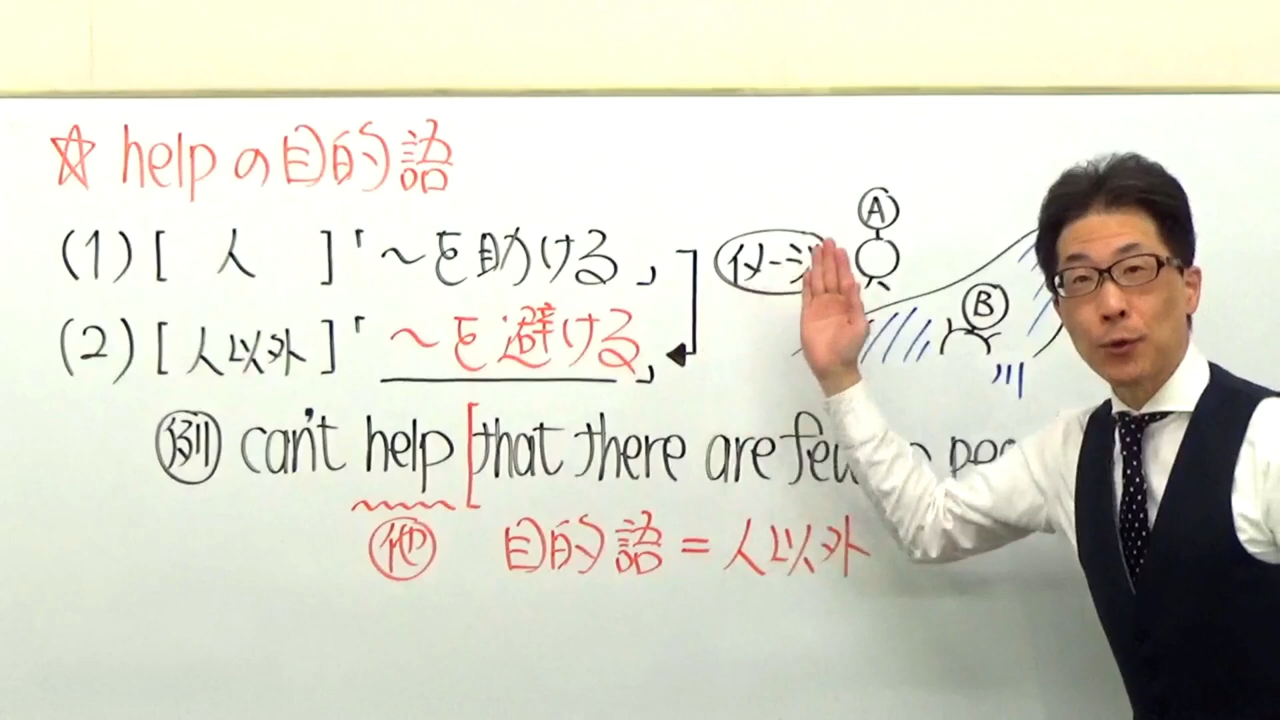 ☆ helpの目的語
(1) [ 人 ]「~を助ける」
(2) [人以外]「~を避ける」
イメージ
A
B
川
例 can't help [that there are few
他 目的語 = 人以外